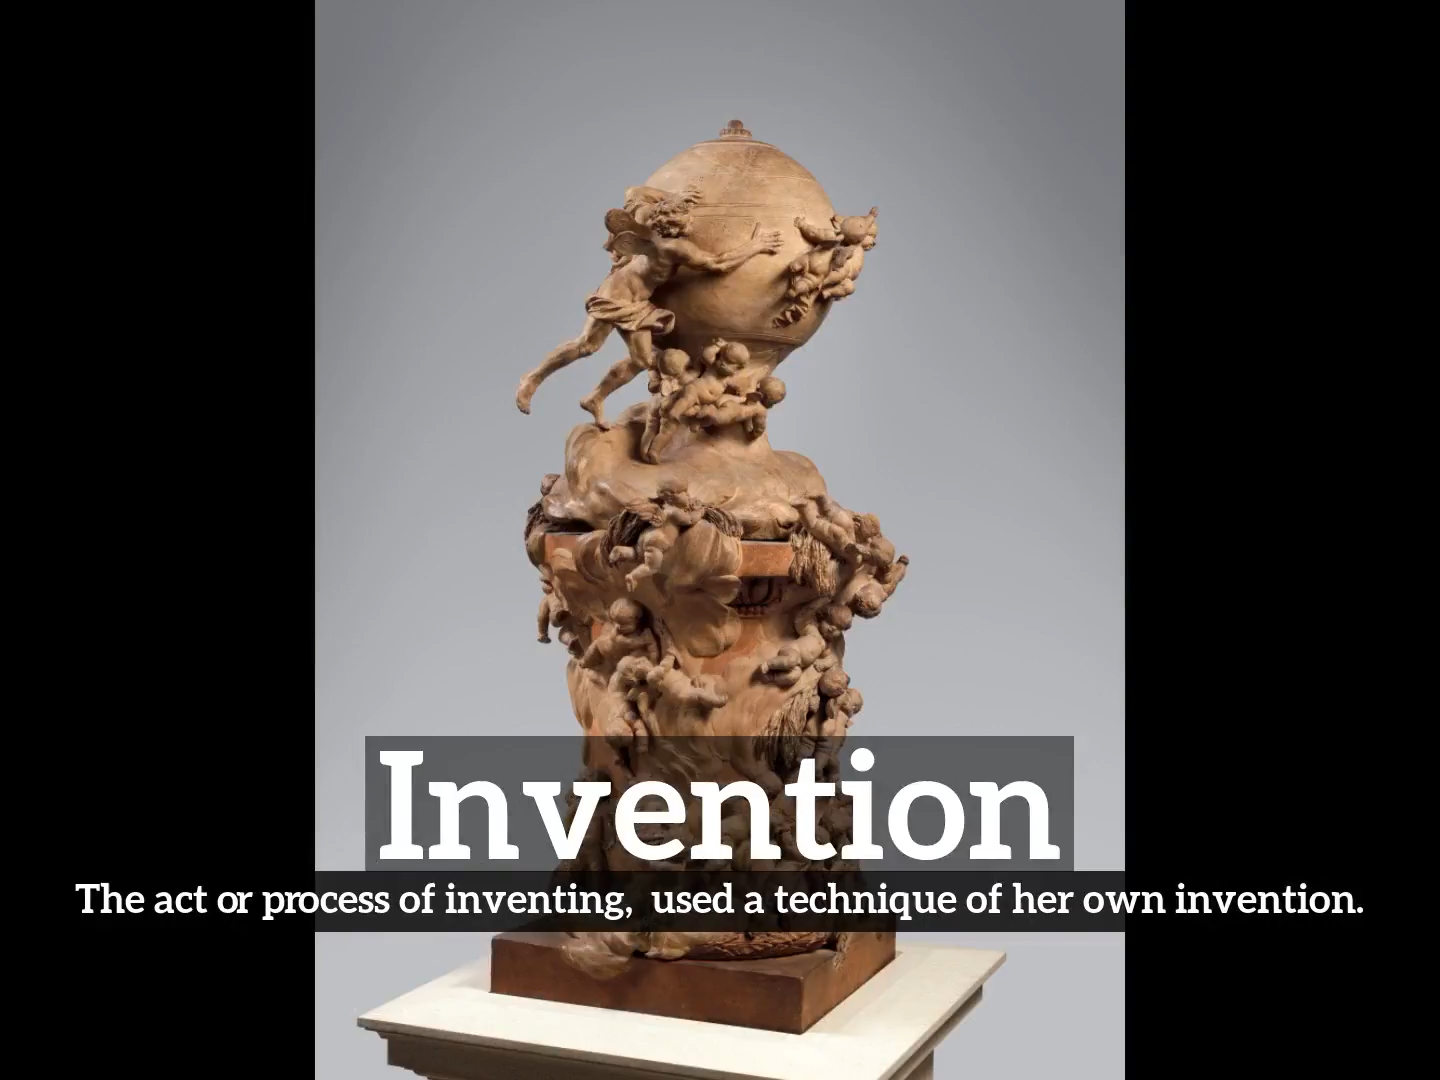 Invention
The act or process of inventing,  used a technique of her own invention.